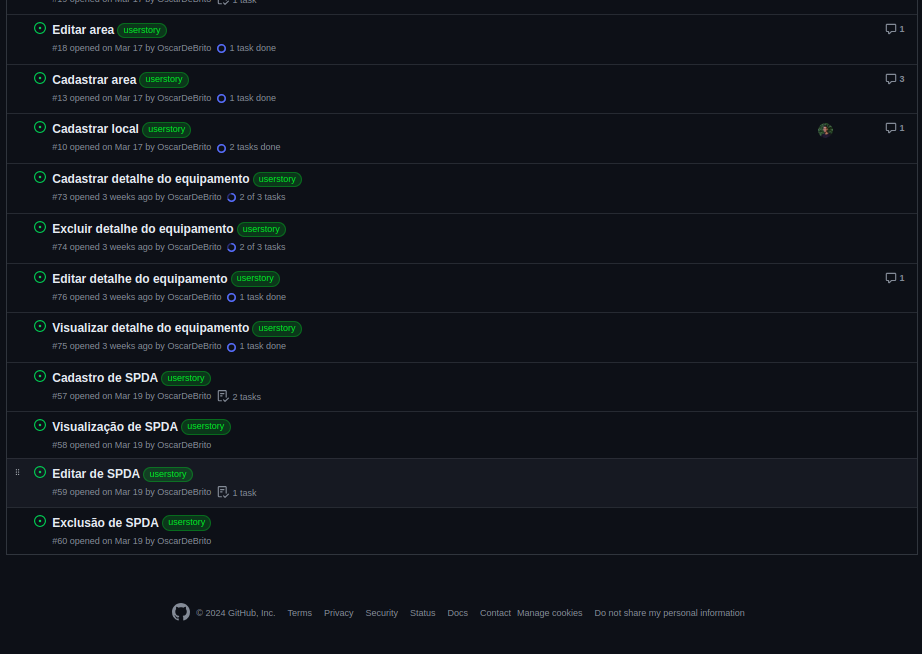 #19 opened on Mar 17 by OscarDeBrito 1 task
Editar area userstory 1
#18 opened on Mar 17 by OscarDeBrito 1 task done
Cadastrar area userstory 3
#13 opened on Mar 17 by OscarDeBrito 1 task done
Cadastrar local userstory 1
#10 opened on Mar 17 by OscarDeBrito 2 tasks done
Cadastrar detalhe do equipamento userstory
#73 opened 3 weeks ago by OscarDeBrito 2 of 3 tasks
Excluir detalhe do equipamento userstory
#74 opened 3 weeks ago by OscarDeBrito 2 of 3 tasks
Editar detalhe do equipamento userstory 1
#76 opened 3 weeks ago by OscarDeBrito 1 task done
Visualizar detalhe do equipamento userstory
#75 opened 3 weeks ago by OscarDeBrito 1 task done
Cadastro de SPDA userstory
#57 opened on Mar 19 by OscarDeBrito 2 tasks
Visualização de SPDA userstory
#58 opened on Mar 19 by OscarDeBrito
Editar de SPDA userstory
#59 opened on Mar 19 by OscarDeBrito 1 task
Exclusão de SPDA userstory
#60 opened on Mar 19 by OscarDeBrito
© 2024 GitHub, Inc. Terms Privacy Security Status Docs Contact Manage cookies Do not share my personal information